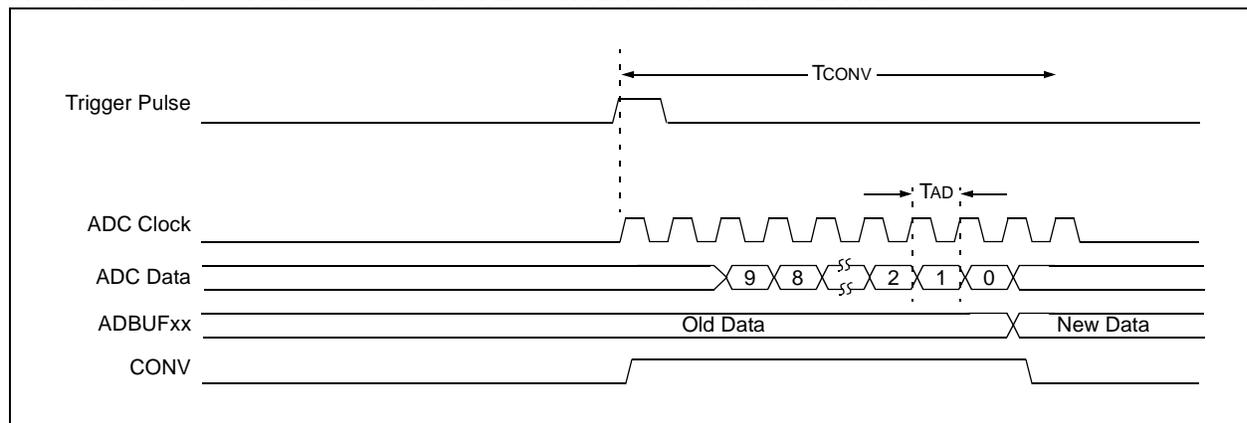 TCONV
Trigger Pulse
TAD
ADC Clock
ADC Data 9 8 2 1 0
ADBUFxx Old Data New Data
CONV